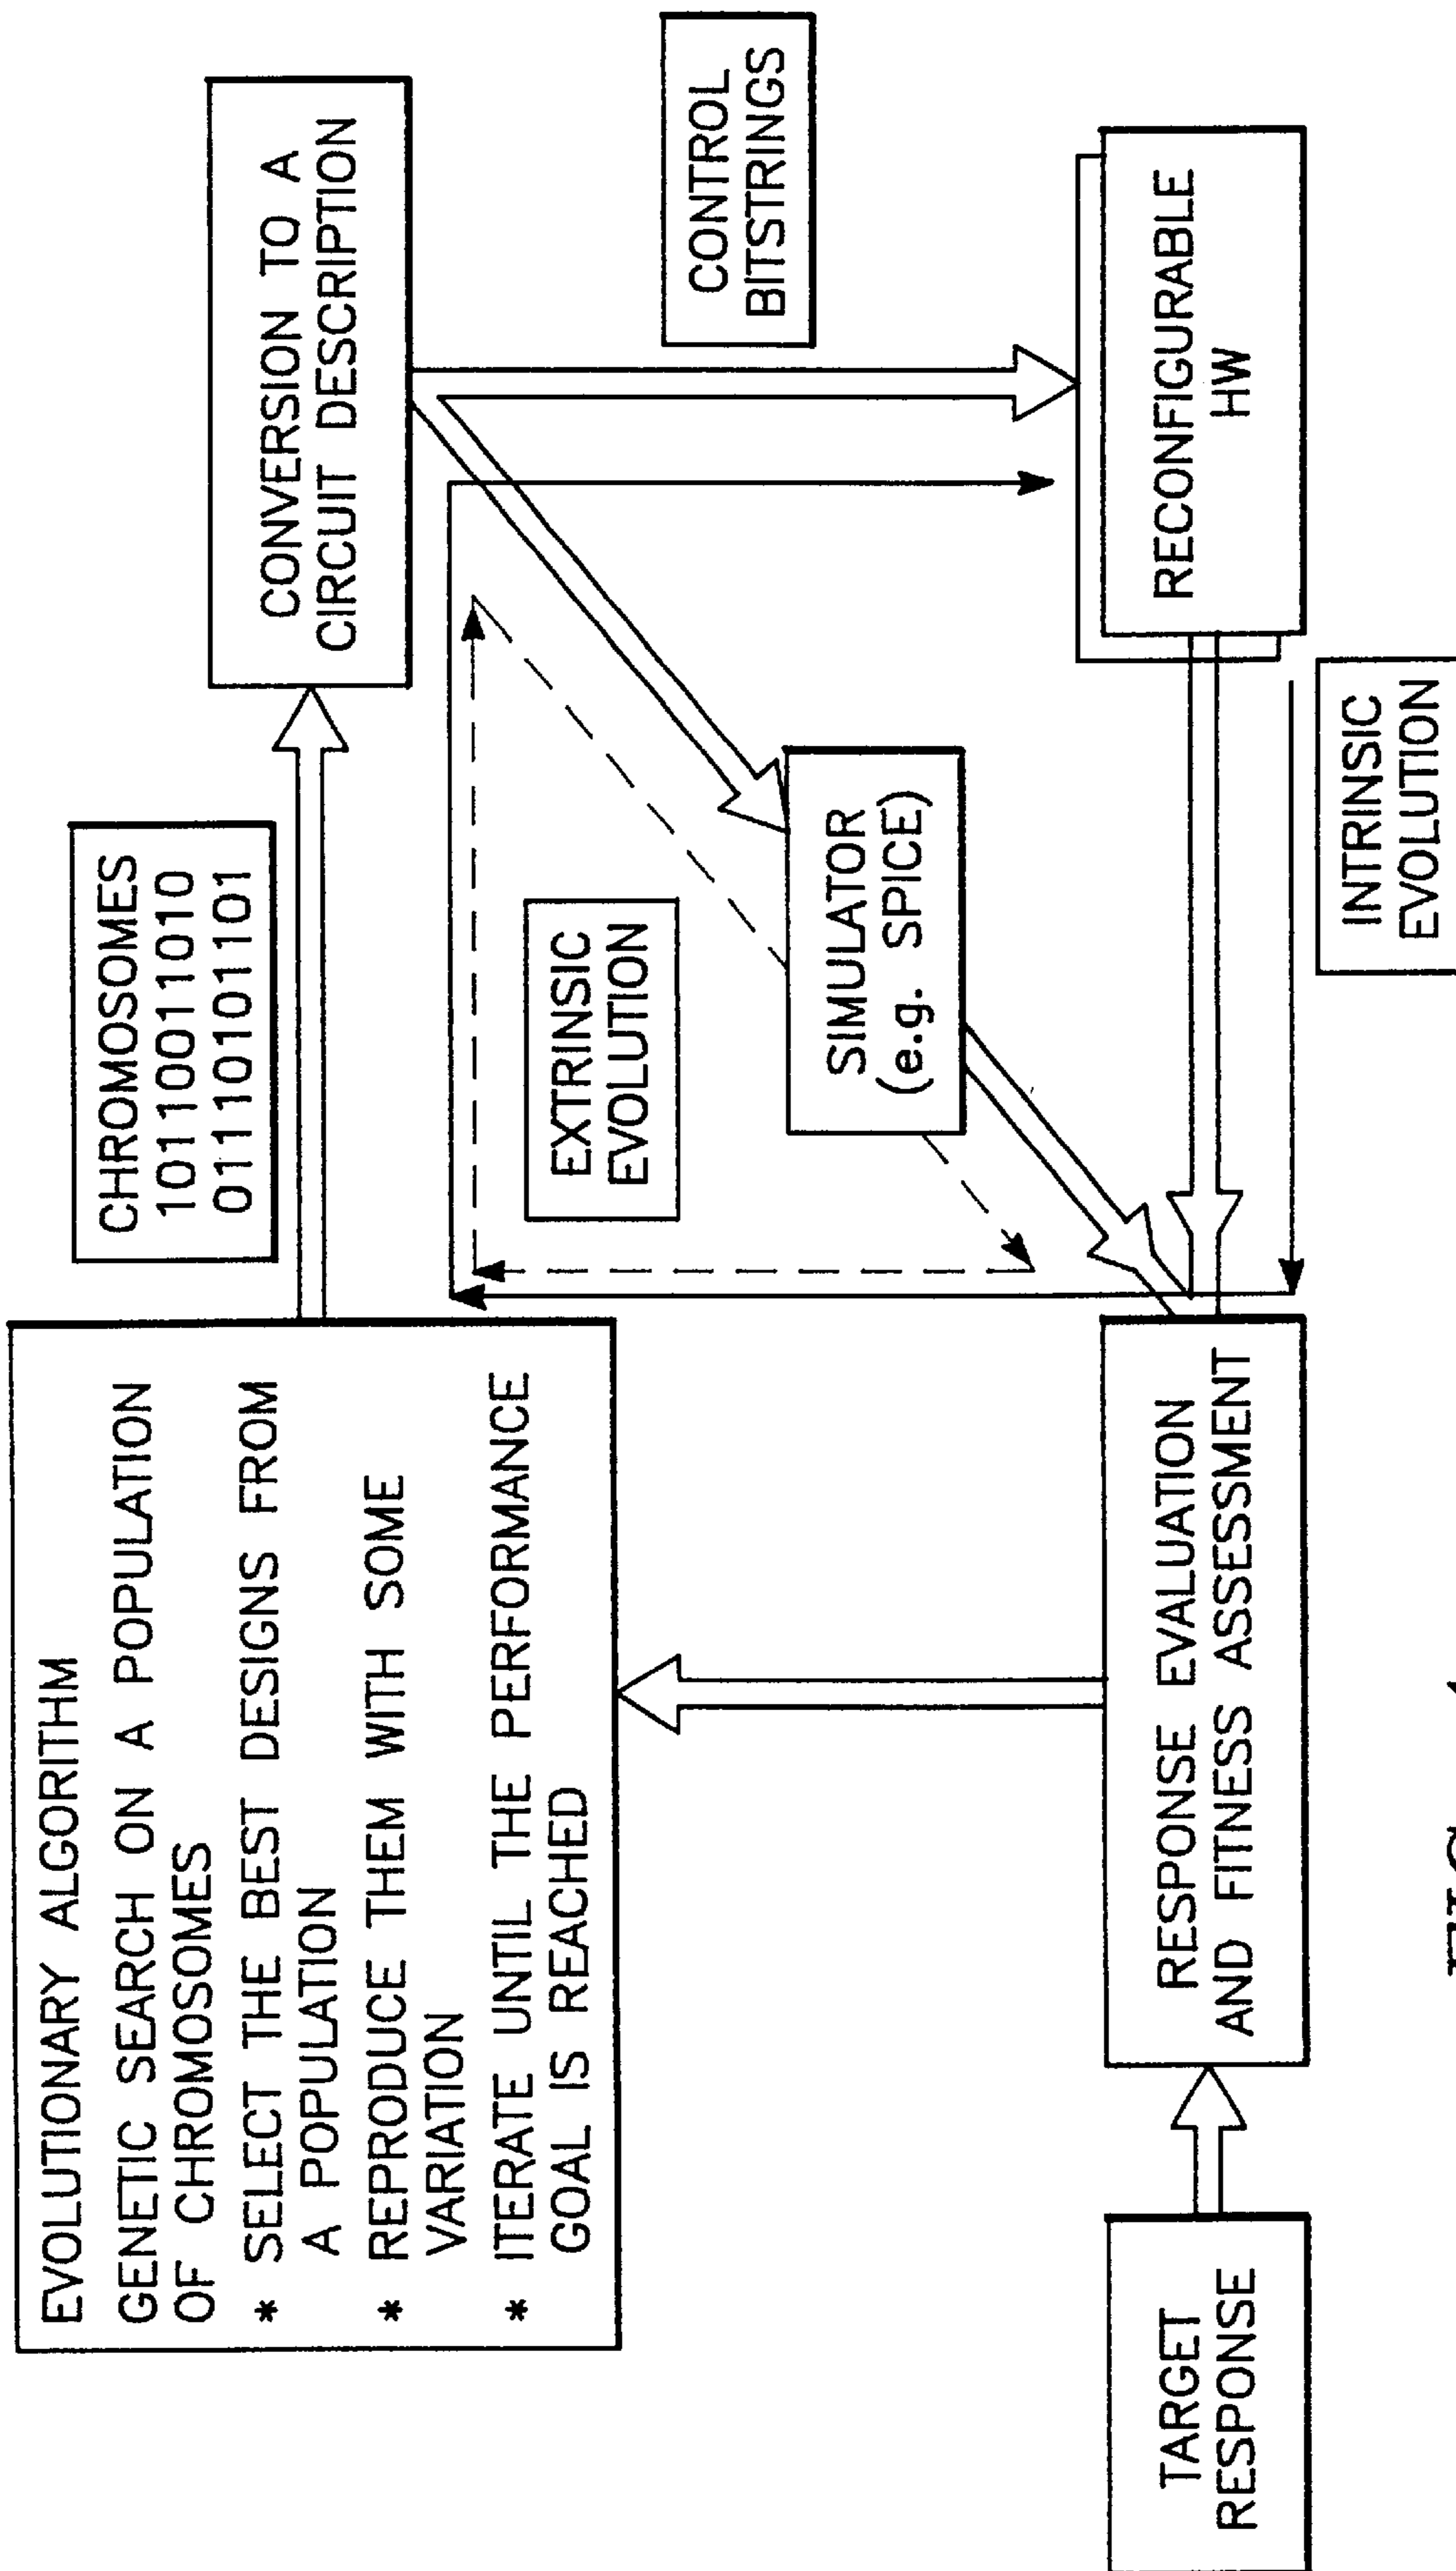 EVOLUTIONARY ALGORITHM
GENETIC SEARCH ON A POPULATION
OF CHROMOSOMES
* SELECT THE BEST DESIGNS FROM
A POPULATION
* REPRODUCE THEM WITH SOME
VARIATION
* ITERATE UNTIL THE PERFORMANCE
GOAL IS REACHED
CHROMOSOMES
10110011010
01110101101
CONVERSION TO A
CIRCUIT DESCRIPTION
EXTRINSIC
EVOLUTION
CONTROL
BITSTRINGS
SIMULATOR
(e.g. SPICE)
TARGET
RESPONSE
RESPONSE EVALUATION
AND FITNESS ASSESSMENT
RECONFIGURABLE
HW
INTRINSIC
EVOLUTION